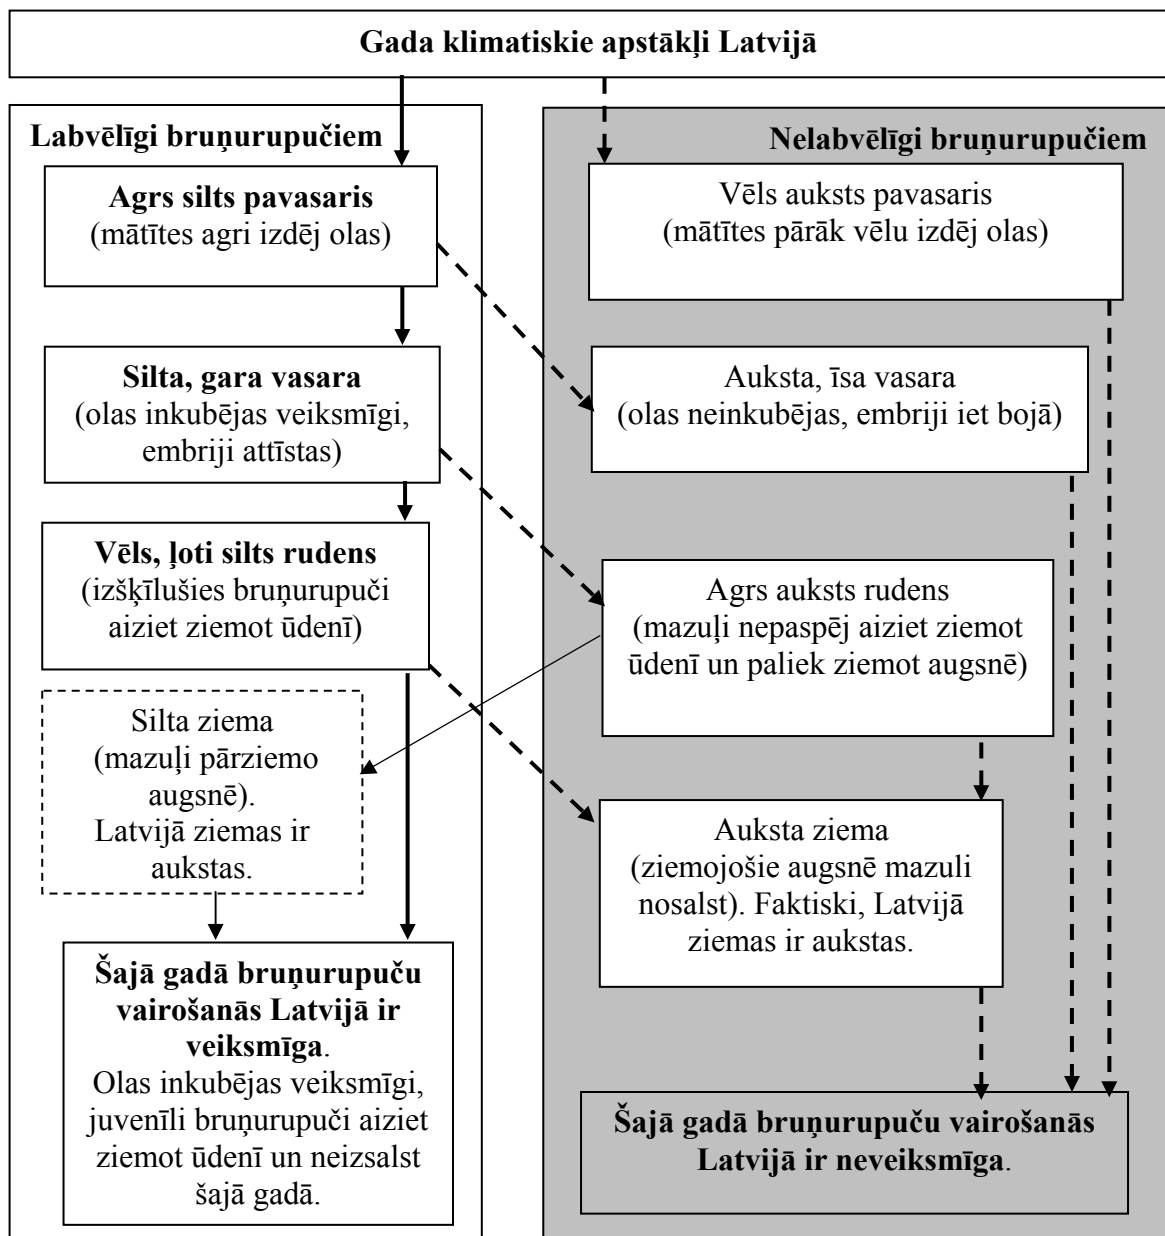 Gada klimatiskie apstākļi Latvijā
Labvēlīgi bruņurupučiem
Agrs silts pavasaris
(mātītes agri izdēj olas)
Silta, gara vasara
(olas inkubējas veiksmīgi,
embriji attīstas)
Vēls, ļoti silts rudens
(izšķīlušies bruņurupuči
aiziet ziemot ūdenī)
Silta ziema
(mazuļi pārziemo
augsnē).
Latvijā ziemas ir
aukstas.
Šajā gadā bruņurupuču
vairošanās Latvijā ir
veiksmīga.
Olas inkubējas veiksmīgi,
juvenīli bruņurupuči aiziet
ziemot ūdenī un neizsalst
šajā gadā.
Nelabvēlīgi bruņurupučiem
Vēls auksts pavasaris
(mātītes pārāk vēlu izdēj olas)
Auksta, īsa vasara
(olas neinkubējas, embriji iet bojā)
Agrs auksts rudens
(mazuļi nepaspēj aiziet ziemot
ūdenī un paliek ziemot augsnē)
Auksta ziema
(ziemojošie augsnē mazuli
nosalst). Faktiski, Latvijā
ziemas ir aukstas.
Šajā gadā bruņurupuču vairošanās
Latvijā ir neveiksmīga.